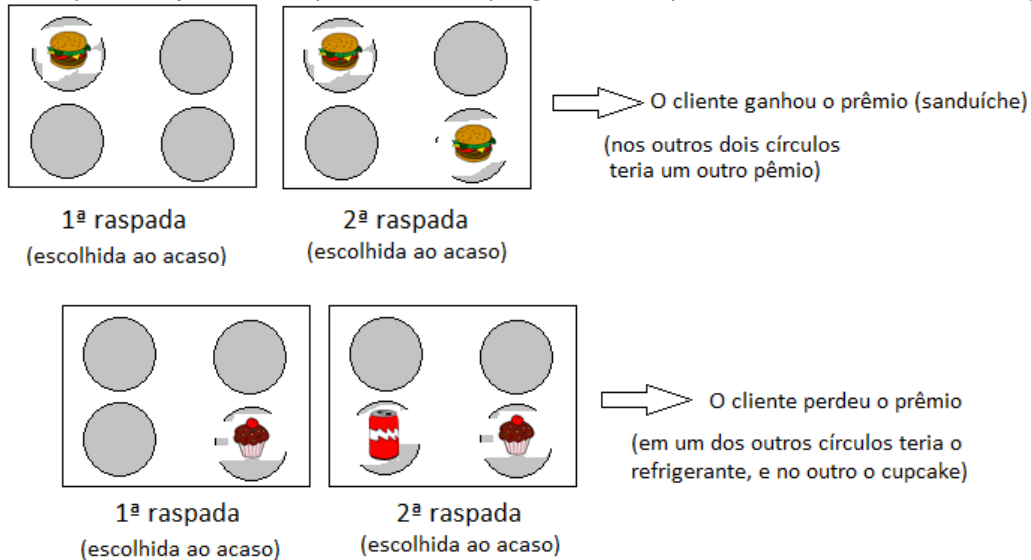 O cliente ganhou o prêmio (sanduíche)
(nos outros dois círculos
teria um outro pêmio)
1ª raspada
2ª raspada
(escolhida ao acaso)
(escolhida ao acaso)
O cliente perdeu o prêmio
(em um dos outros círculos teria o
refrigerante, e no outro o cupcake)
1ª raspada
2ª raspada
(escolhida ao acaso)
(escolhida ao acaso)